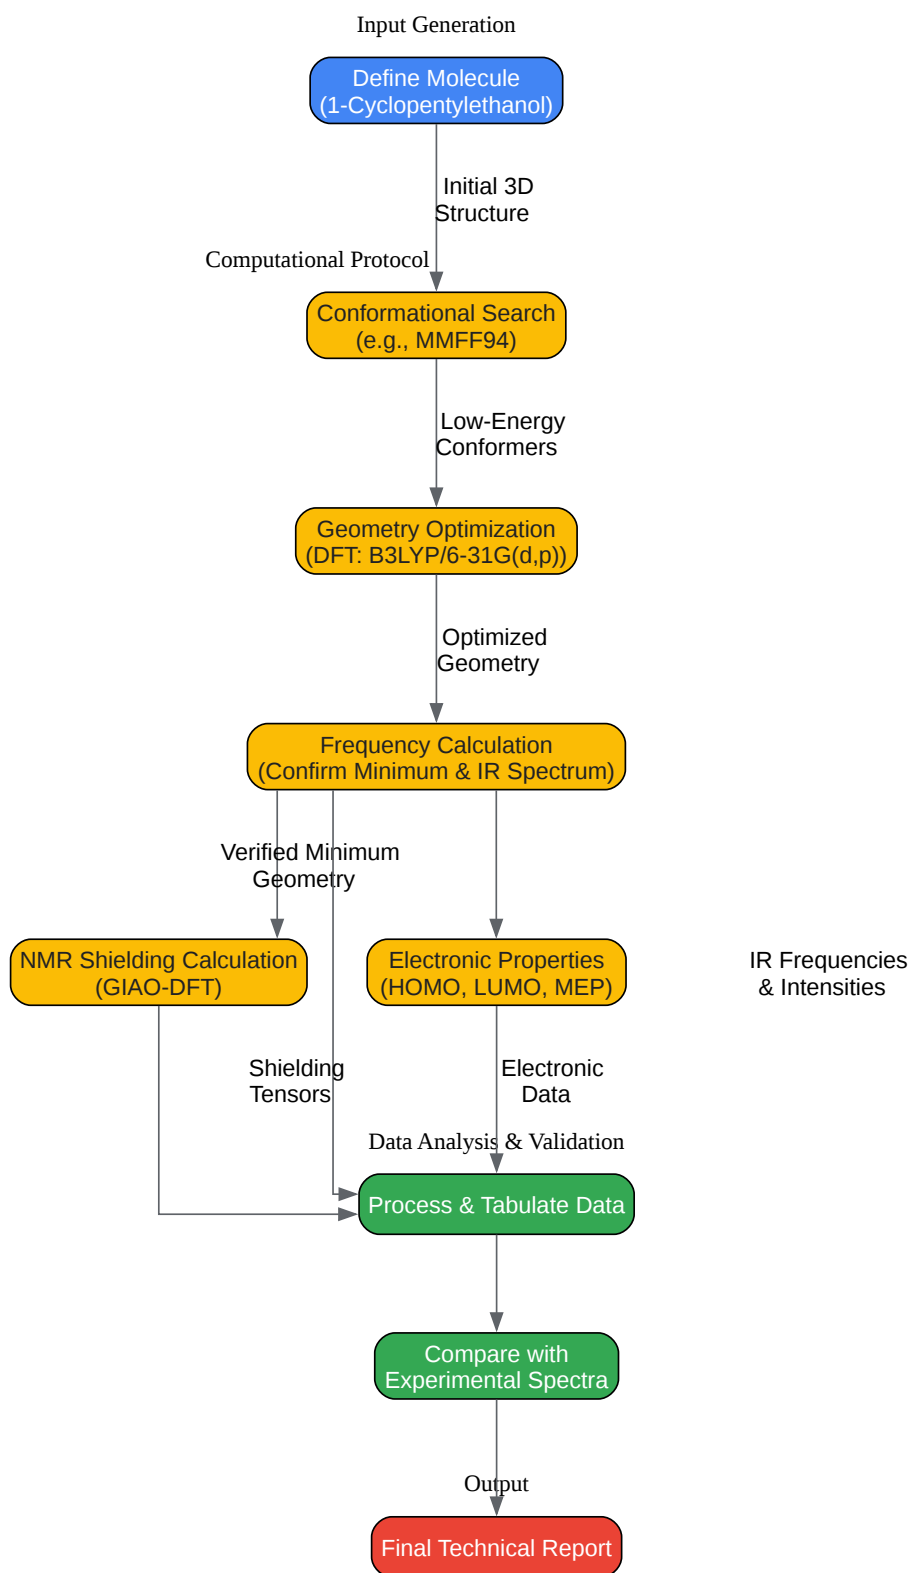 Input Generation
Define Molecule
(1-Cyclopentylethanol)
Initial 3D
Structure
Computational Protocol
Conformational Search
(e.g., MMFF94)
Low-Energy
Conformers
Geometry Optimization
(DFT: B3LYP/6-31G(d,p))
Optimized
Geometry
Frequency Calculation
(Confirm Minimum & IR Spectrum)
Verified Minimum
Geometry
NMR Shielding Calculation
(GIAO-DFT)
Electronic Properties
(HOMO, LUMO, MEP)
IR Frequencies
& Intensities
Shielding
Tensors
Electronic
Data
Data Analysis & Validation
Process & Tabulate Data
Compare with
Experimental Spectra
Output
Final Technical Report